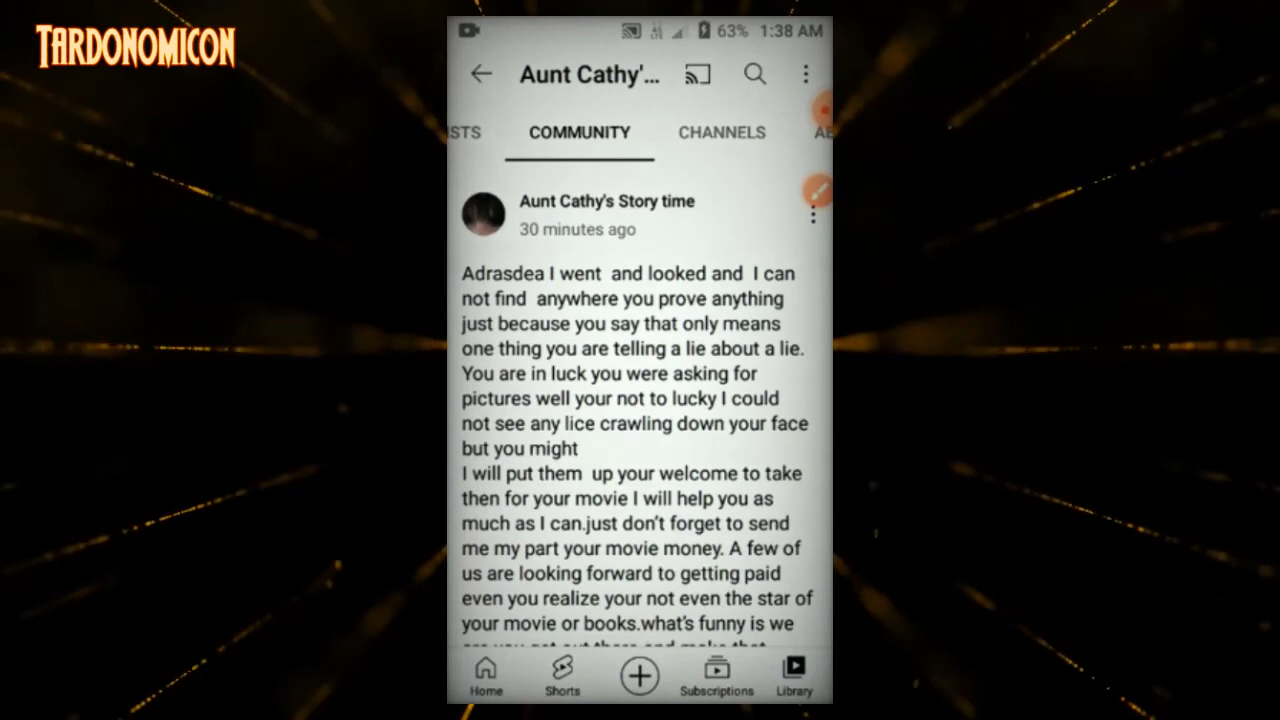 TARDONOMICON
63% 1:38 AM
Aunt Cathy'...
ISTS COMMUNITY CHANNELS AB
Aunt Cathy's Story time
30 minutes ago
Adrasdea I went and looked and I can
not find anywhere you prove anything
just because you say that only means
one thing you are telling a lie about a lie.
You are in luck you were asking for
pictures well your not to lucky I could
not see any lice crawling down your face
but you might
I will put them up your welcome to take
then for your movie I will help you as
much as I can.just don't forget to send
me my part your movie money. A few of
us are looking forward to getting paid
even you realize your not even the star of
your movie or books.what's funny is we
Home Shorts Subscriptions Library